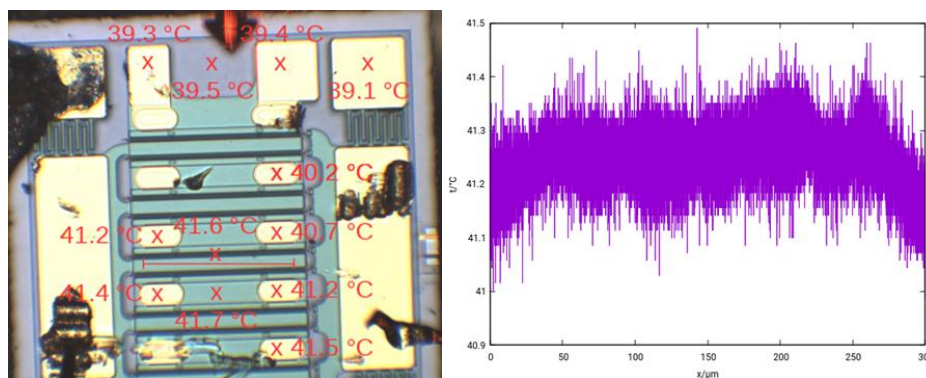 39.3 °C
39.4 °C
x
x
x
x
39.5 °C
39.1 °C
x 40.2 °C
41.2 °C
x
41.6 °C
x
40.7 °C
x
41.4 °C
x
x
x
41.2 °C
41.7 °C
x
41.5 °C
41.5
41.4
41.3
41.2
41.1
41
40.9
t/°C
0
50
100
150
200
250
30
x/µm